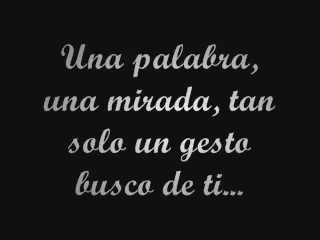 Una palabra,
una mirada, tan
solo un gesto
busco de ti...